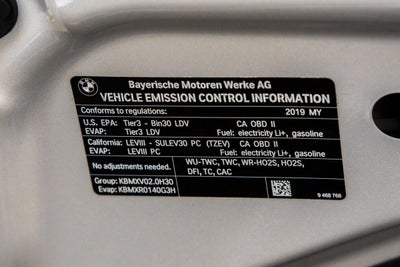 BMW
Bayerische Motoren Werke AG
VEHICLE EMISSION CONTROL INFORMATION
Conforms to regulations: 2019 MY
U.S. EPA: Tier3 - Bin30 LDV CA OBD II
EVAP: Tier3 LDV Fuel: electricity Li+, gasoline
California: LEVIII - SULEV30 PC (TZEV) CA OBD II
EVAP: LEVIII PC Fuel: electricity Li+, gasoline
No adjustments needed. WU-TWC, TWC, WR-HO2S, HO2S,
DFI, TC, CAC
Group: KBMXV02.0H30
Evap: KBMXR0140G3H
9 468 768